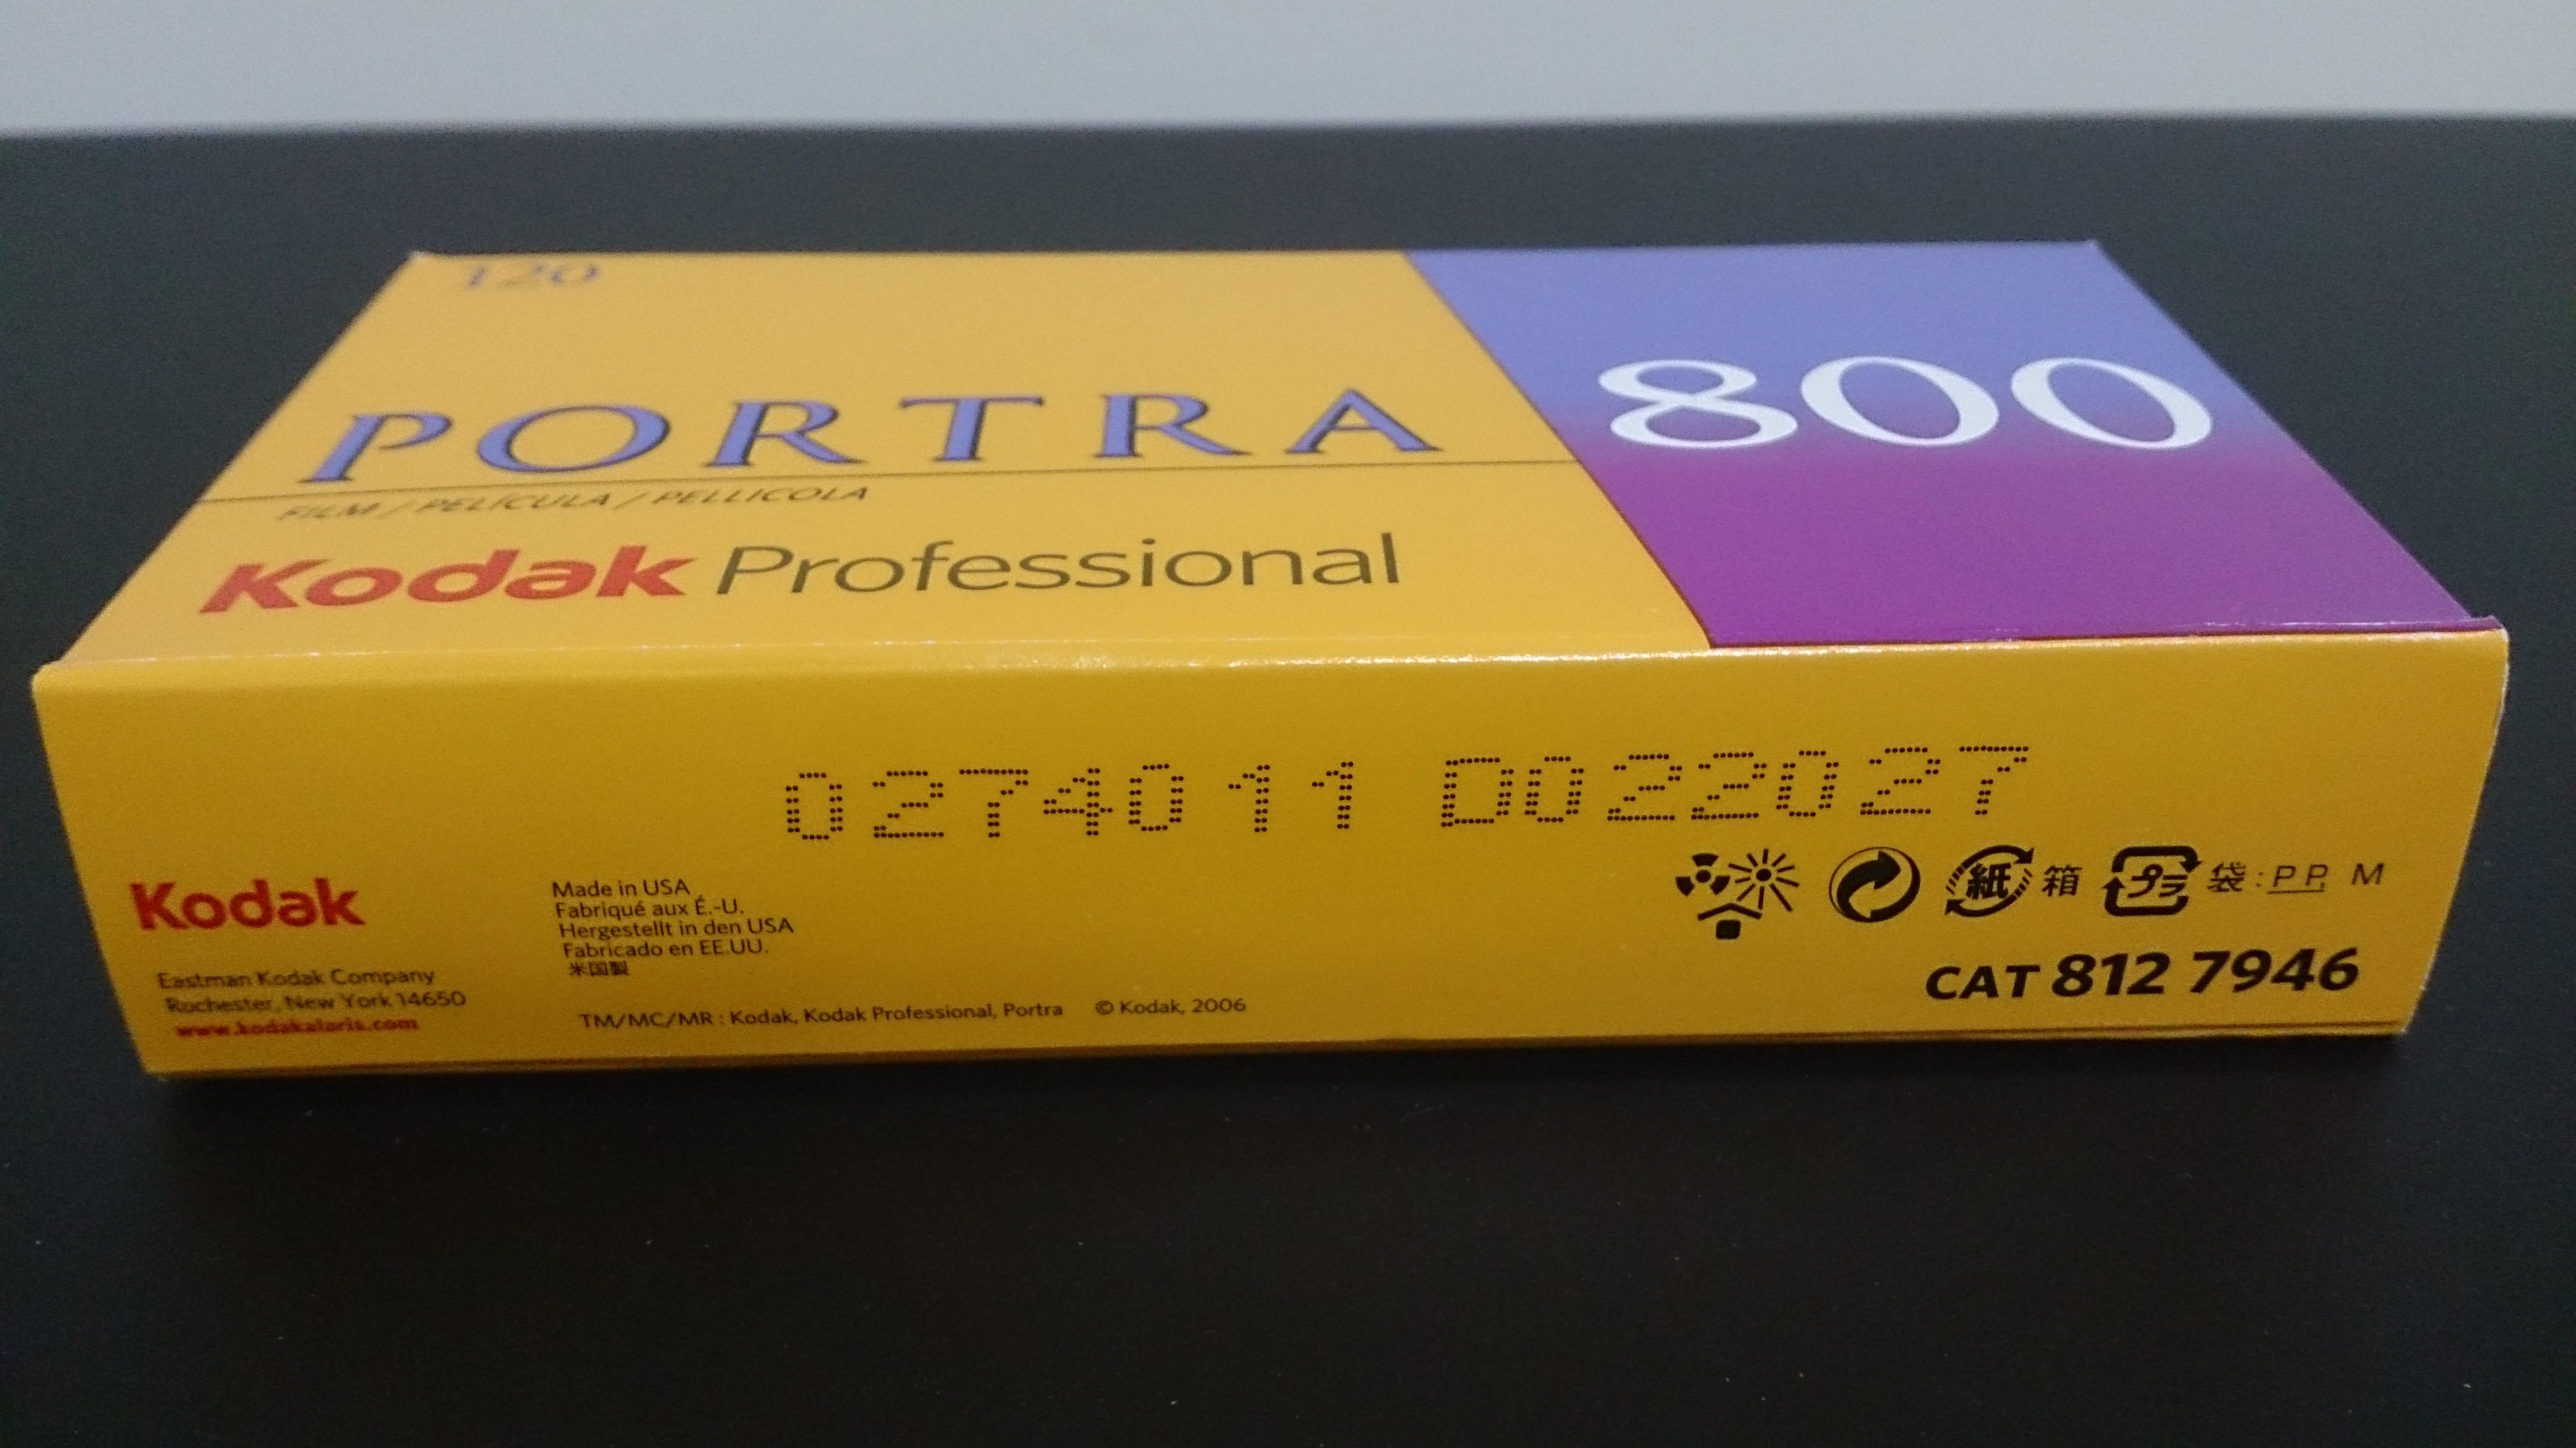 120
PORTRA 800
FILM / PELÍCULA / PELLICOLA
Kodak Professional
0274011 D022027
Kodak
Eastman Kodak Company
Rochester, New York 14650
www.kodakalaris.com
Made in USA
Fabriqué aux É.-U.
Hergestellt in den USA
Fabricado en EE.UU.
米国製
TM/MC/MR : Kodak, Kodak Professional, Portra © Kodak, 2006
紙 箱 プラ 袋 : PP, M
CAT 812 7946